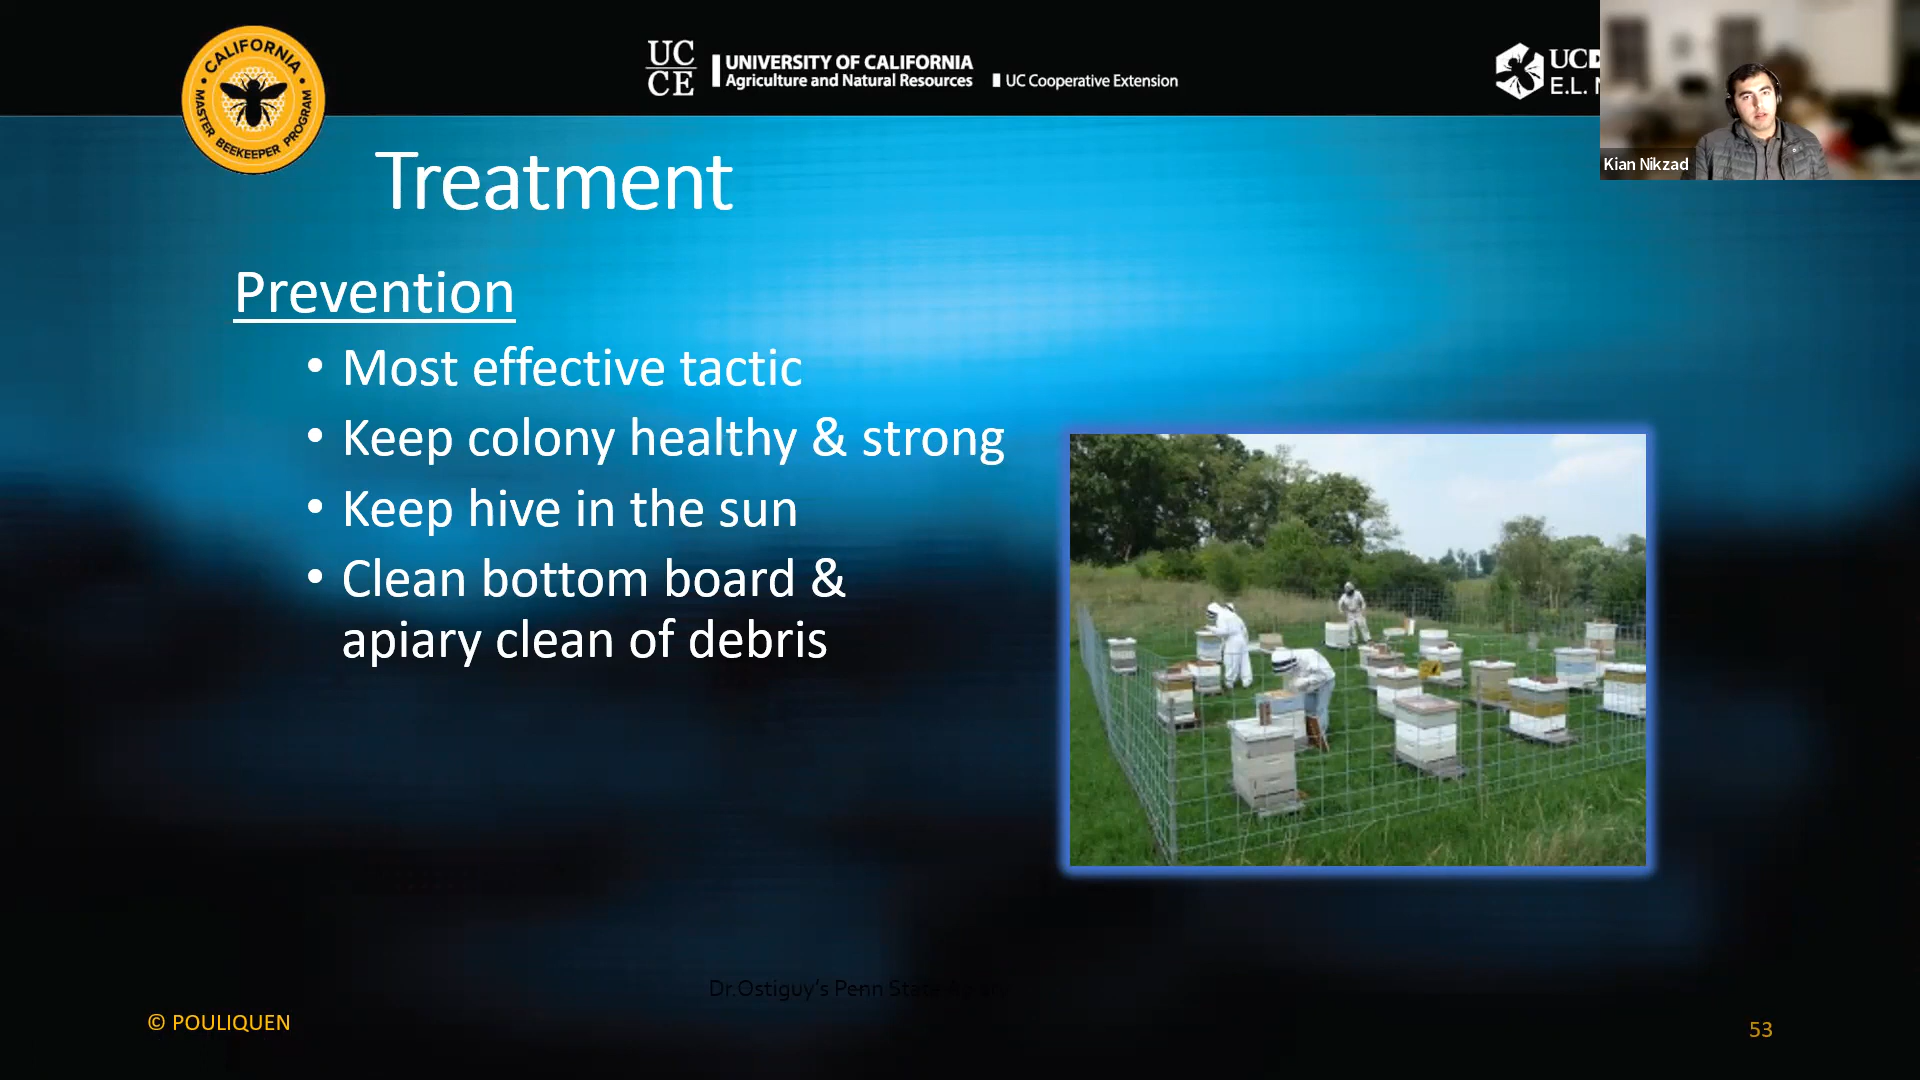 CALIFORNIA
MASTER BEEKEEPER PROGRAM
UC
CE
UNIVERSITY OF CALIFORNIA
Agriculture and Natural Resources
UC Cooperative Extension
E.L.
Kian Nikzad
Treatment
Prevention
• Most effective tactic
• Keep colony healthy & strong
• Keep hive in the sun
• Clean bottom board &
apiary clean of debris
Dr.Ostiguy's Penn
© POULIQUEN
53